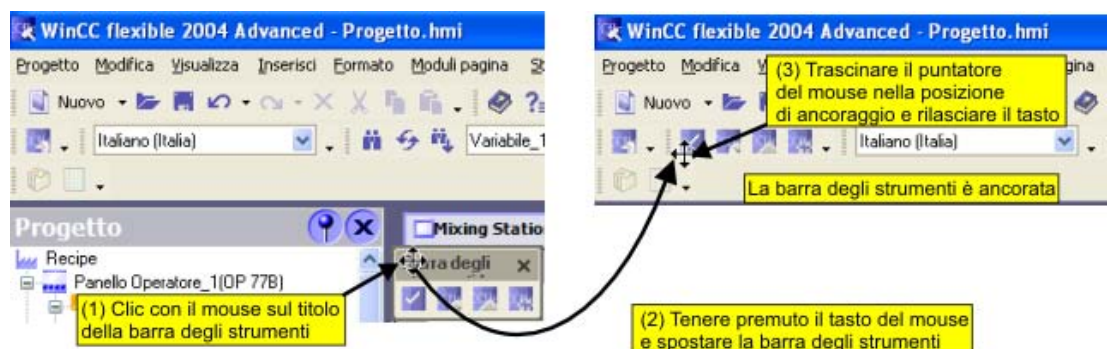 WinCC flexible 2004 Advanced - Progetto.hmi
Progetto Modifica Visualizza Inserisci Formato Moduli pagina
Nuovo
Italiano (Italia) Variabile_1
Progetto
Mixing Statio
Recipe
Panello Operatore_1(OP 77B)
rra degli
(1) Clic con il mouse sul titolo
della barra degli strumenti
WinCC flexible 2004 Advanced - Progetto.hmi
Progetto Modifica
(3) Trascinare il puntatore
del mouse nella posizione
di ancoraggio e rilasciare il tasto
gina
Nuovo
Italiano (Italia)
La barra degli strumenti è ancorata
(2) Tenere premuto il tasto del mouse
e spostare la barra degli strumenti